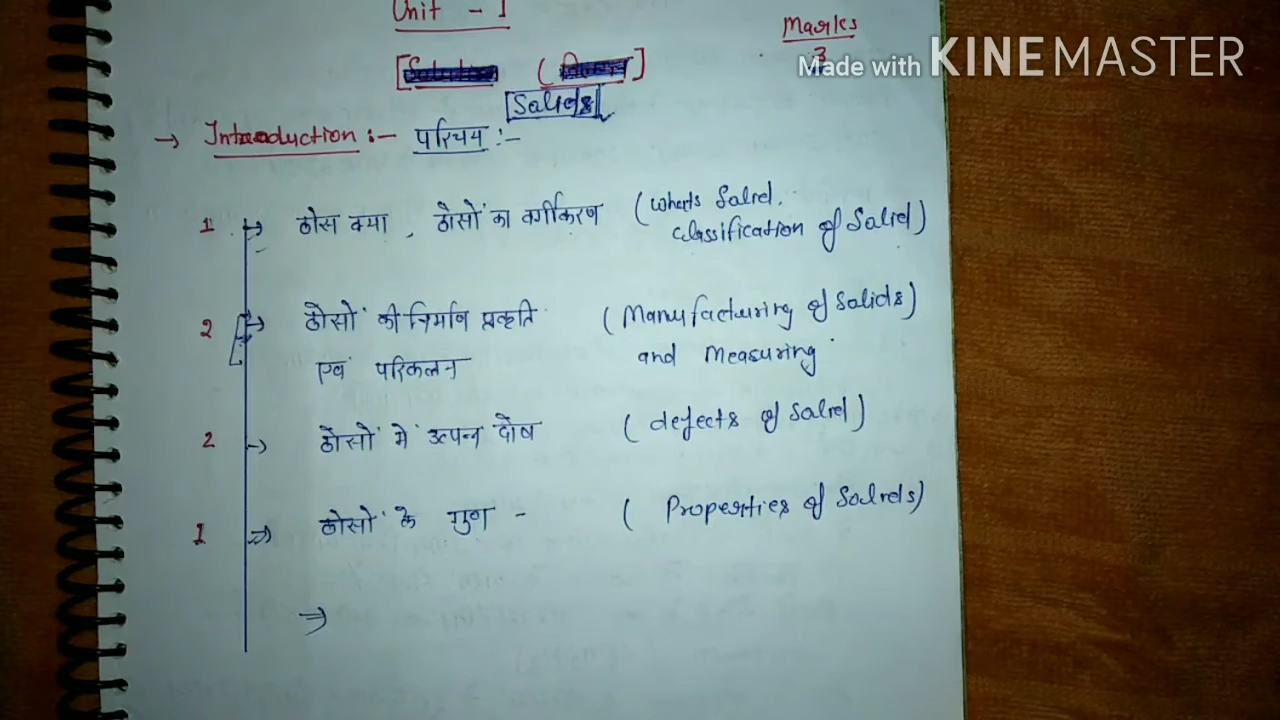 Unit - 1
Marks
3
Made with KINEMASTER
[Solids]
→ Introduction :- परिचय :-
1 → ठोस क्या , ठोसों का वर्गीकरण (whats Solid.
classification of Solid)
2 → ठोसों की निर्माण प्रकृति (Manufacturing of Solids)
एवं परिकलन and measuring
2 → ठोसों में उत्पन्न दोष (defects of Solid)
1 ⇒ ठोसों के गुण - (Properties of Solids)
⇒